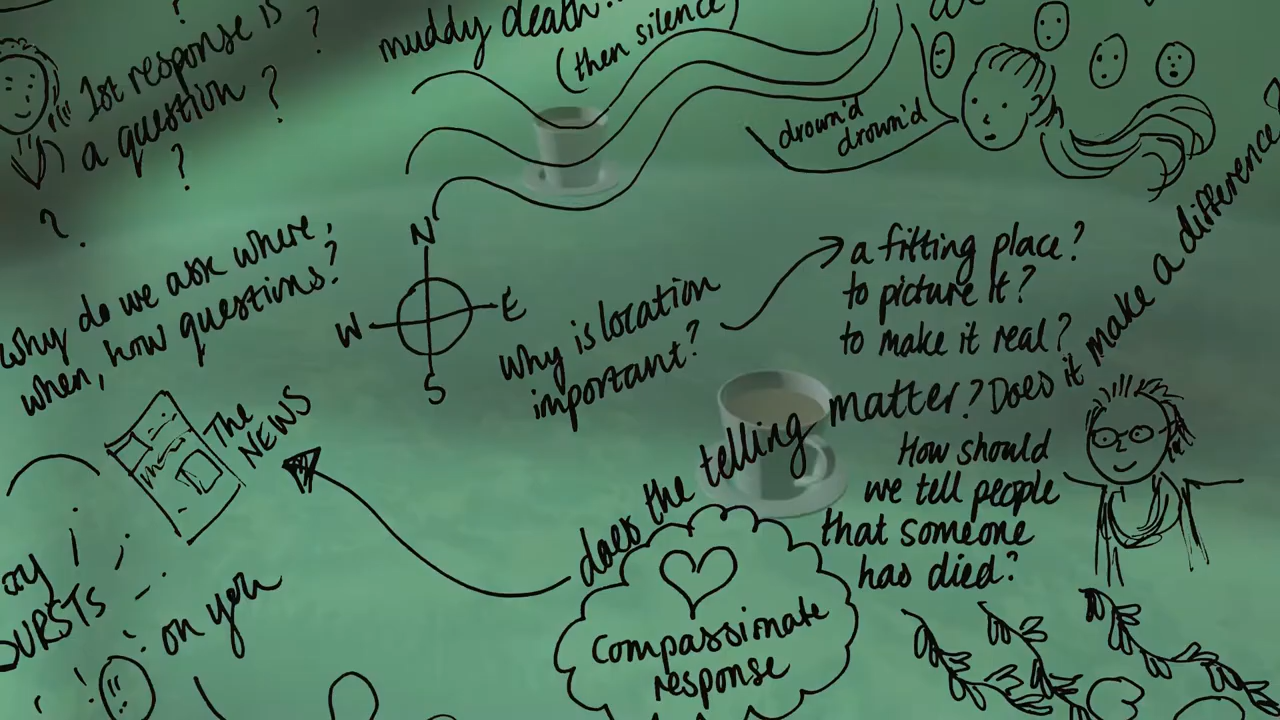 1st response is
a question
?
?
?
?
?
muddy death...
(then silence)
drown'd
drown'd
Why do we ask where,
when, how questions?
N
W
E
S
Why is location
important?
a fitting place?
to picture it?
to make it real?
does the telling matter? Does it make a difference?
The
NEWS
How should
we tell people
that someone
has died?
BURSTS
on you
Compassionate
response